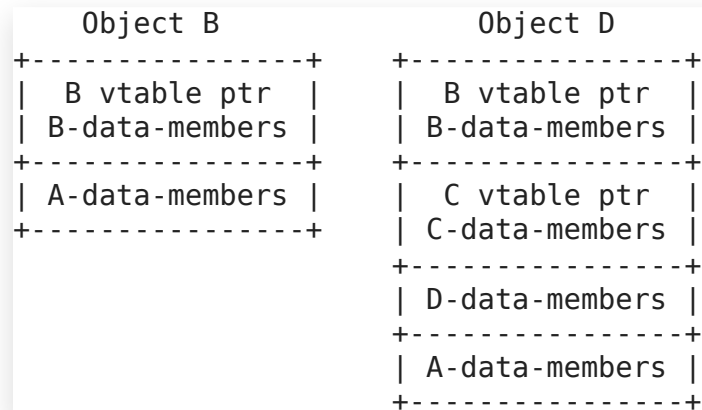 Object B               Object D
+----------------+    +----------------+
|  B vtable ptr  |    |  B vtable ptr  |
| B-data-members |    | B-data-members |
+----------------+    +----------------+
| A-data-members |    |  C vtable ptr  |
+----------------+    | C-data-members |
                      +----------------+
                      | D-data-members |
                      +----------------+
                      | A-data-members |
                      +----------------+